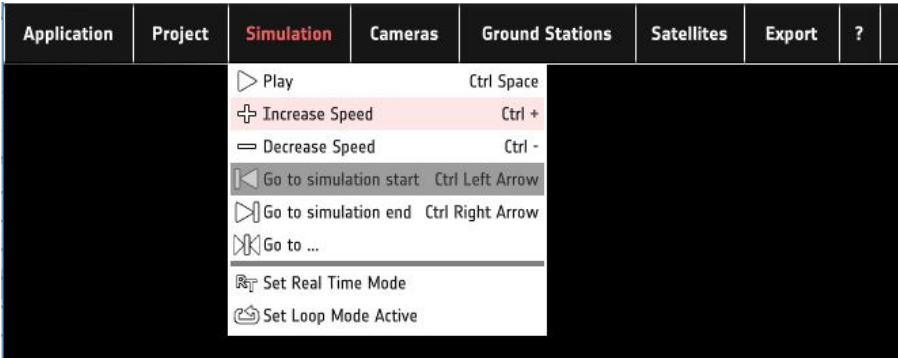 Application Project Simulation Cameras Ground Stations Satellites Export ?
Play Ctrl Space
Increase Speed Ctrl +
Decrease Speed Ctrl -
Go to simulation start Ctrl Left Arrow
Go to simulation end Ctrl Right Arrow
Go to ...
RT Set Real Time Mode
Set Loop Mode Active